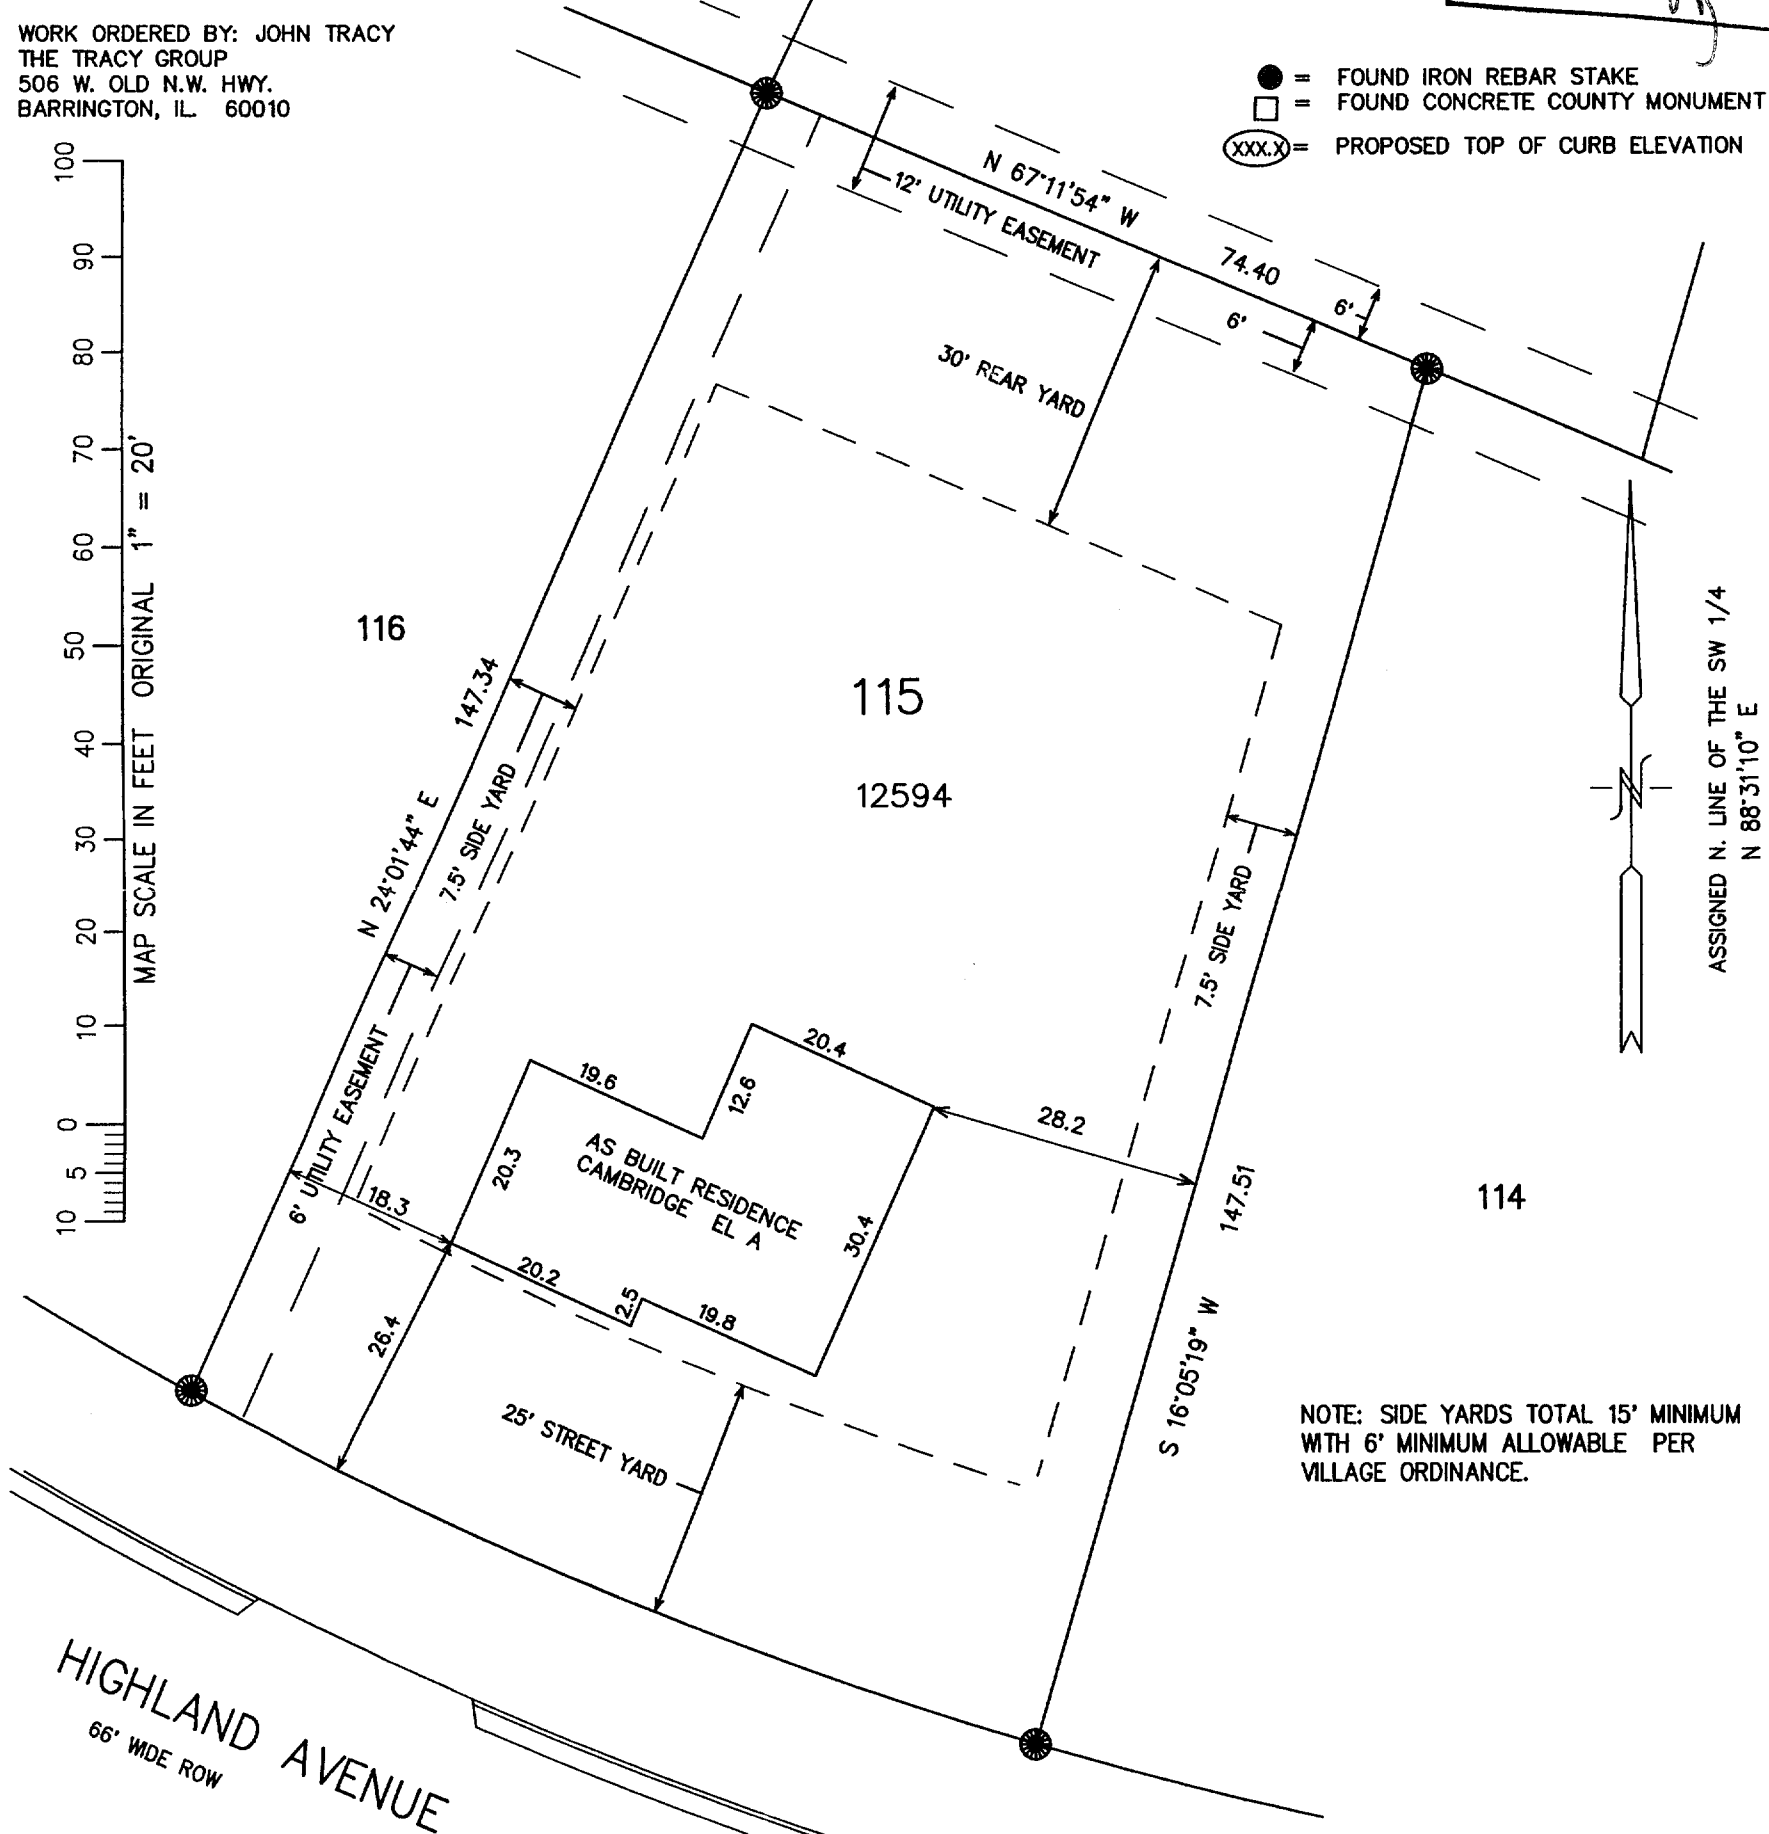 WORK ORDERED BY: JOHN TRACY
THE TRACY GROUP
506 W. OLD N.W. HWY.
BARRINGTON, IL. 60010
● = FOUND IRON REBAR STAKE
□ = FOUND CONCRETE COUNTY MONUMENT
XXX.X = PROPOSED TOP OF CURB ELEVATION
100
90
80
70
60
50
40
30
20
10
0
5
10
MAP SCALE IN FEET ORIGINAL 1" = 20'
N 67°11'54" W
74.40
12' UTILITY EASEMENT
6'
6'
30' REAR YARD
116
147.34
N 24°01'44" E
7.5' SIDE YARD
6' UTILITY EASEMENT
115
12594
7.5' SIDE YARD
ASSIGNED N. LINE OF THE SW 1/4
N 88°31'10" E
N
20.4
19.6
12.6
28.2
20.3
AS BUILT RESIDENCE
CAMBRIDGE EL A
30.4
18.3
20.2
2.5
19.8
26.4
147.51
114
S 16°05'19" W
25' STREET YARD
NOTE: SIDE YARDS TOTAL 15' MINIMUM
WITH 6' MINIMUM ALLOWABLE PER
VILLAGE ORDINANCE.
HIGHLAND AVENUE
66' WIDE ROW